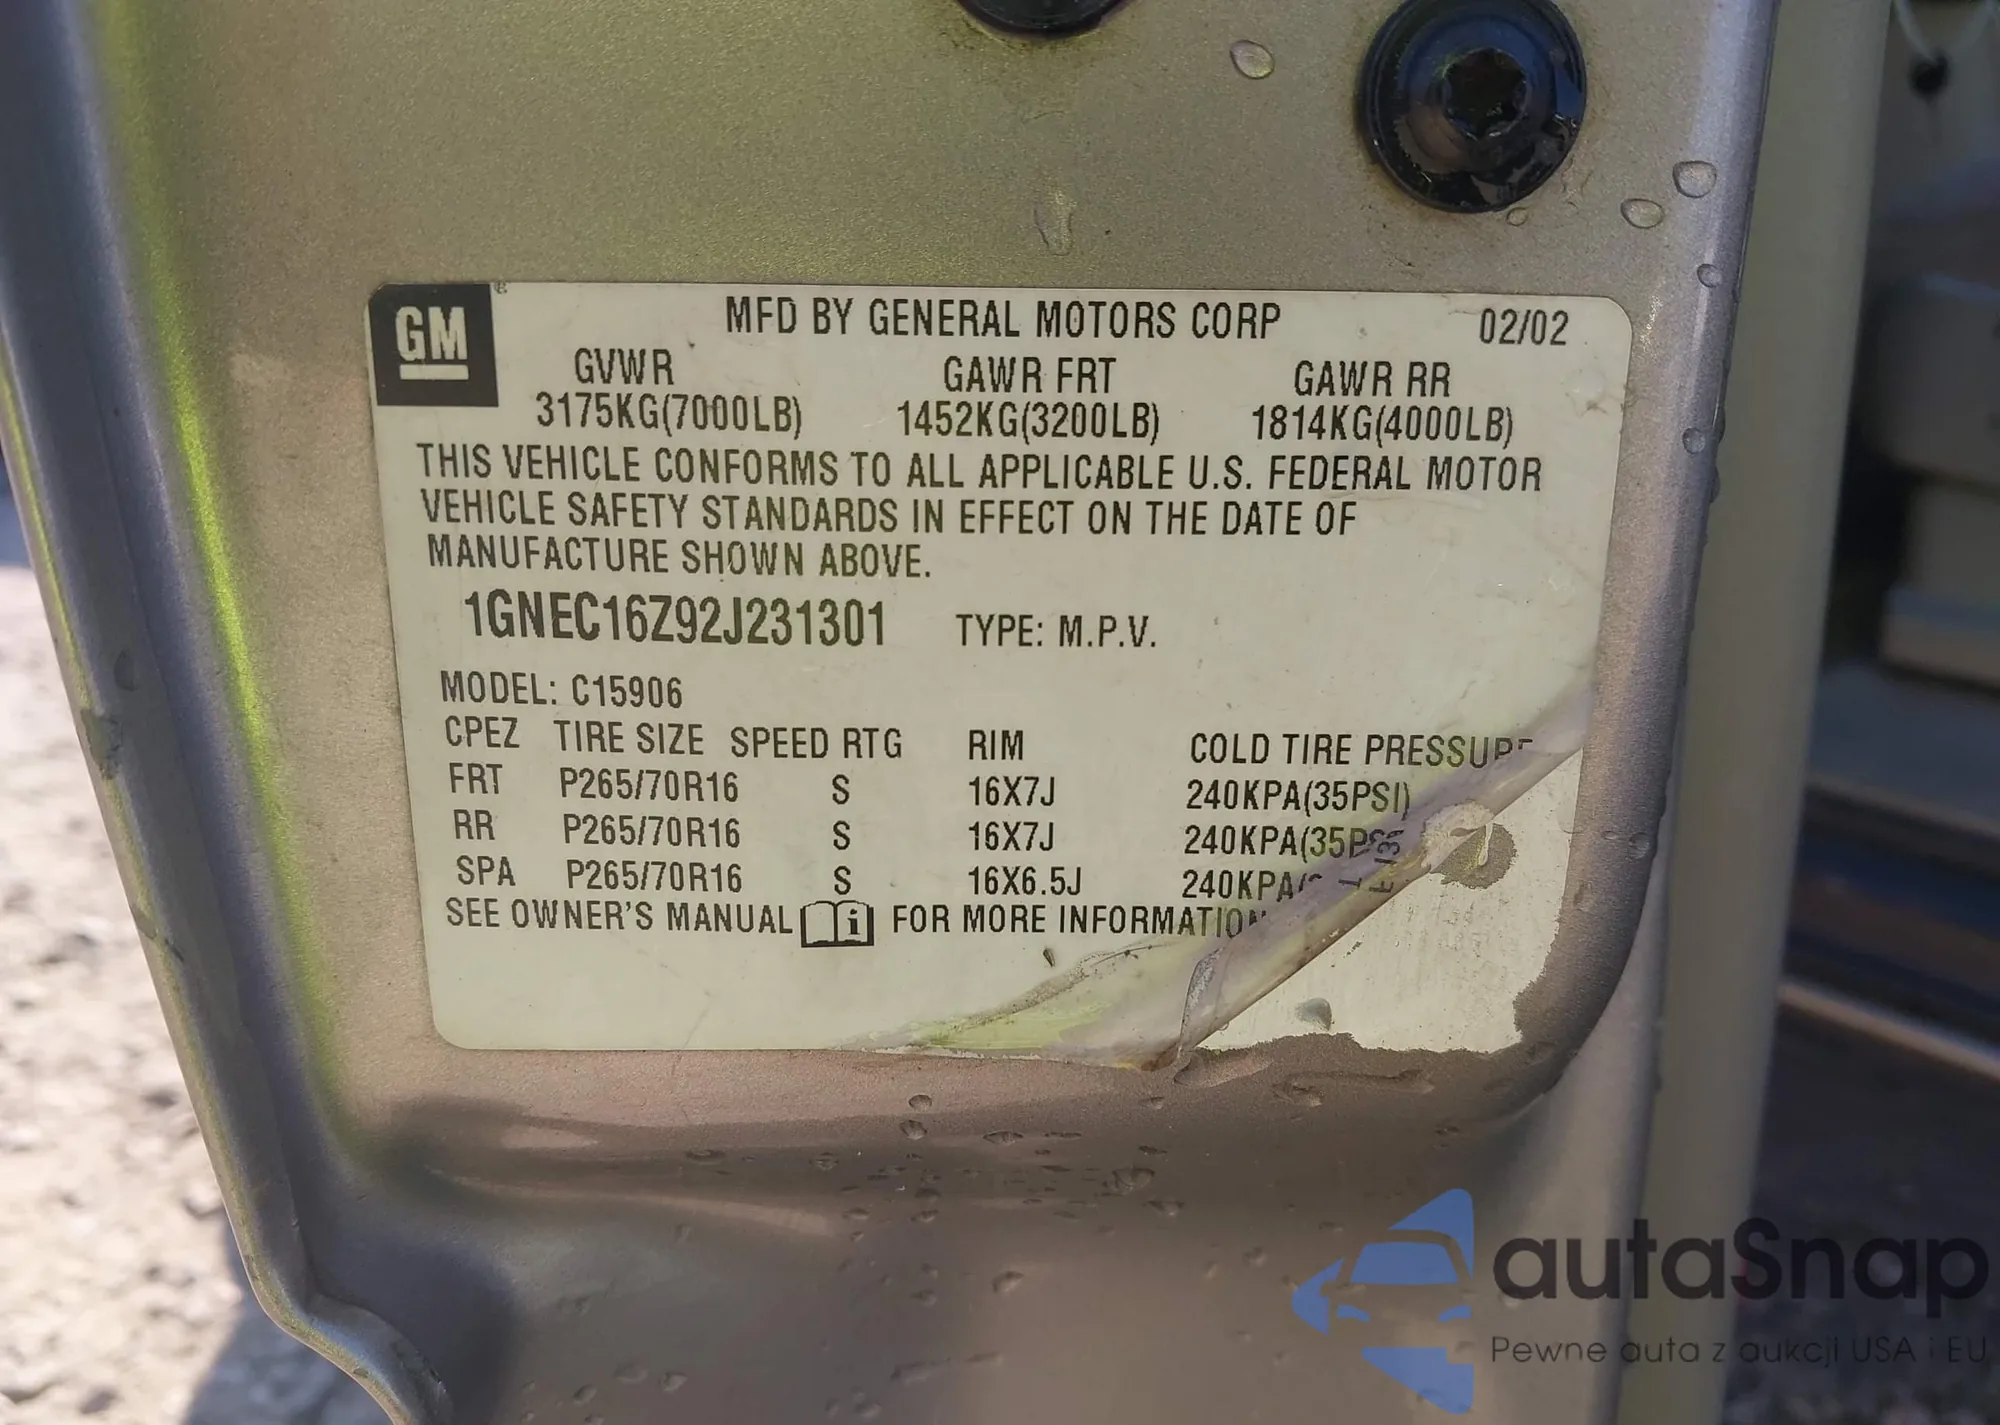 GM
MFD BY GENERAL MOTORS CORP 02/02
GVWR GAWR FRT GAWR RR
3175KG(7000LB) 1452KG(3200LB) 1814KG(4000LB)
THIS VEHICLE CONFORMS TO ALL APPLICABLE U.S. FEDERAL MOTOR
VEHICLE SAFETY STANDARDS IN EFFECT ON THE DATE OF
MANUFACTURE SHOWN ABOVE.
1GNEC16Z92J231301 TYPE: M.P.V.
MODEL: C15906
CPEZ TIRE SIZE SPEED RTG RIM COLD TIRE PRESSURE
FRT P265/70R16 S 16X7J 240KPA(35PSI)
RR P265/70R16 S 16X7J 240KPA(35PS
SPA P265/70R16 S 16X6.5J 240KPA
SEE OWNER'S MANUAL i FOR MORE INFORMATION
autaSnap
Pewne auta z aukcji USA i EU